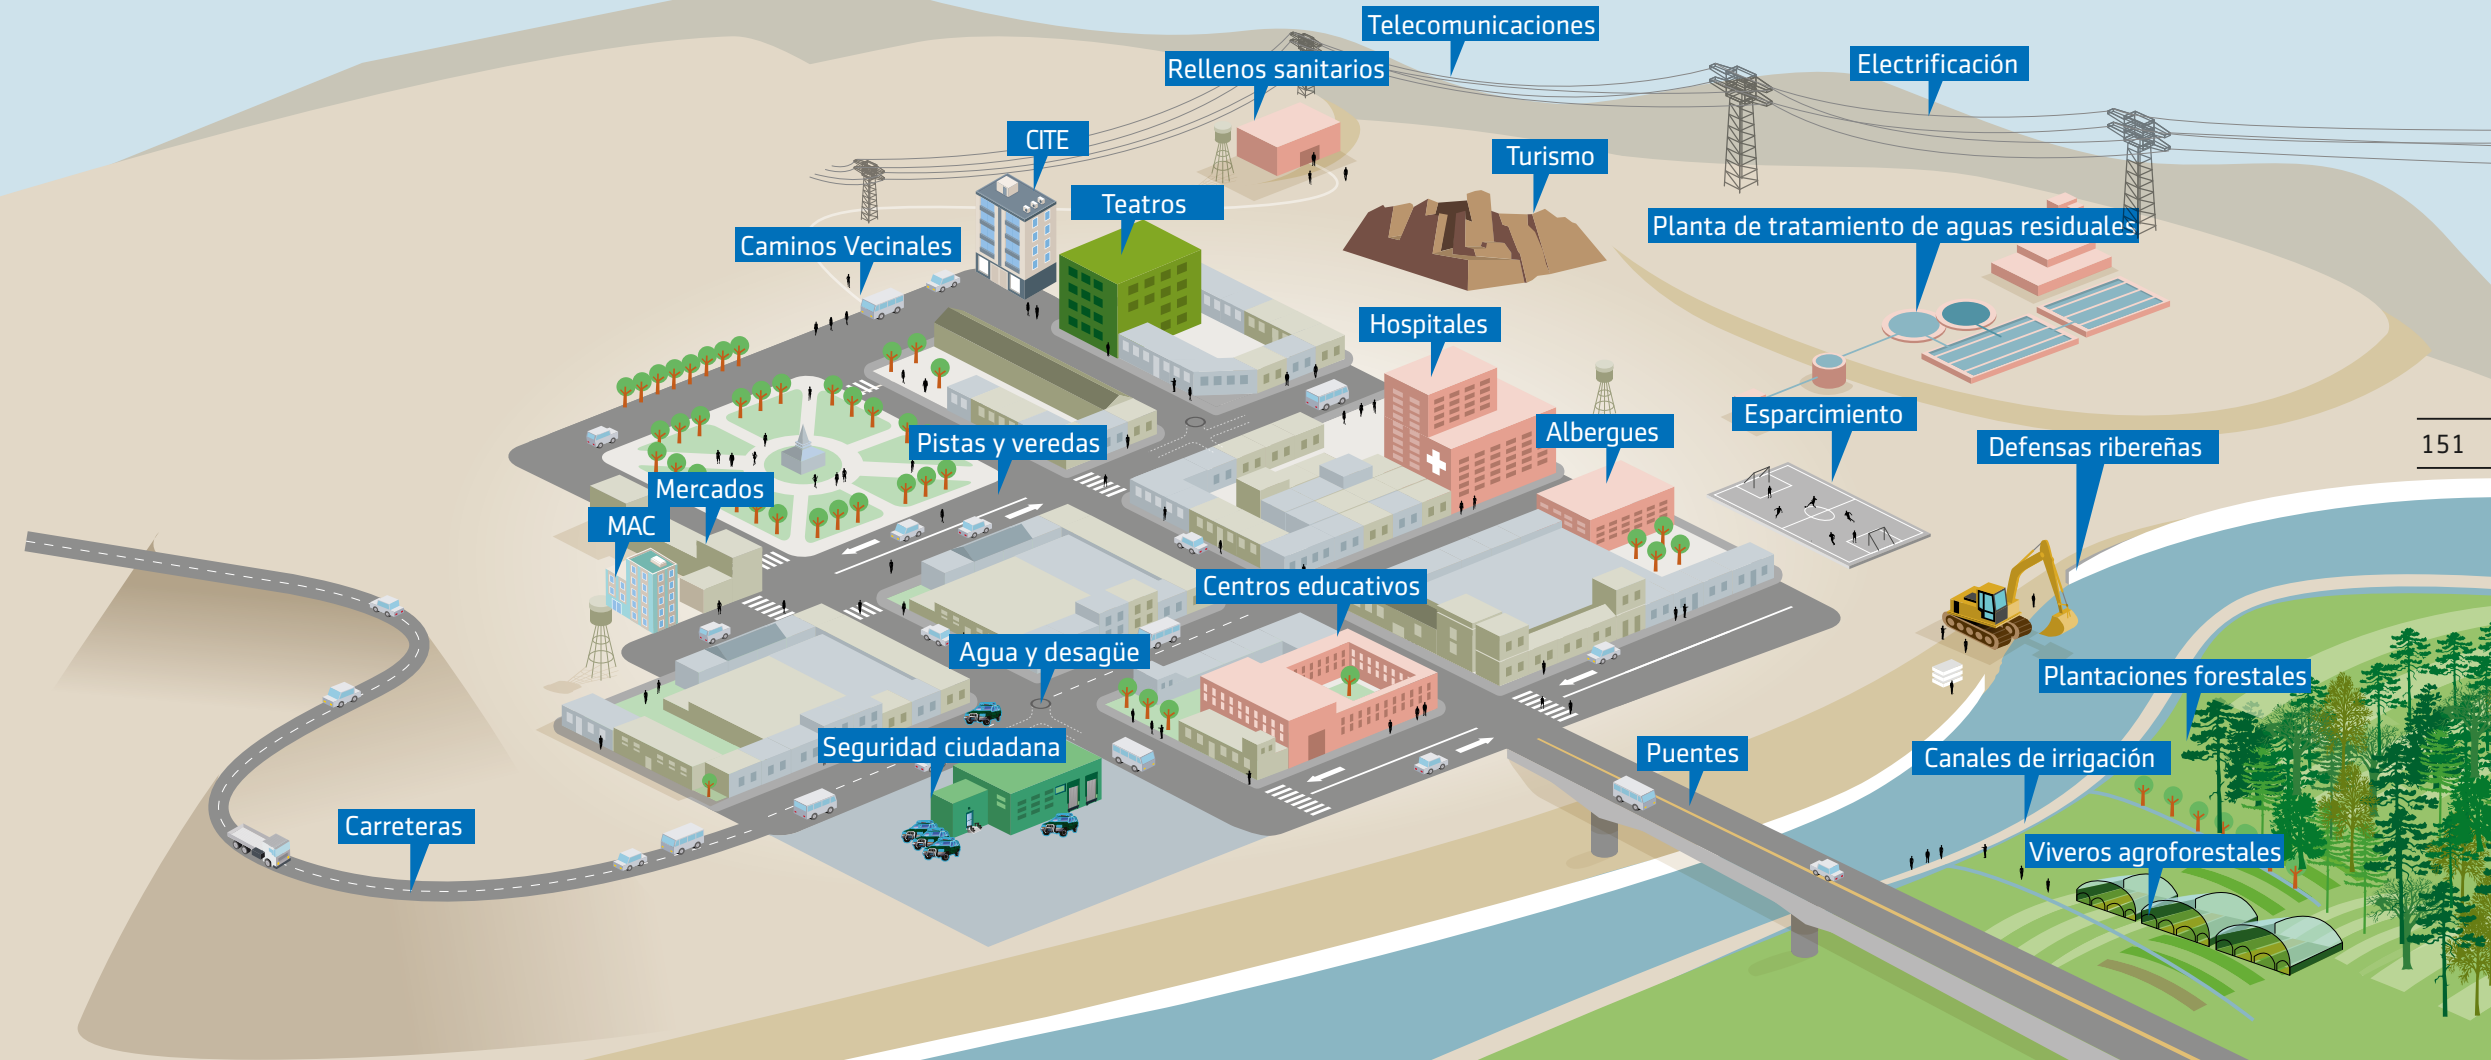 Telecomunicaciones
Rellenos sanitarios
Electrificación
CITE
Turismo
Teatros
Planta de tratamiento de aguas residuales
Caminos Vecinales
Hospitales
Esparcimiento
Albergues
Pistas y veredas
Defensas ribereñas
151
Mercados
MAC
Centros educativos
Agua y desagüe
Plantaciones forestales
Seguridad ciudadana
Puentes
Canales de irrigación
Carreteras
Viveros agroforestales